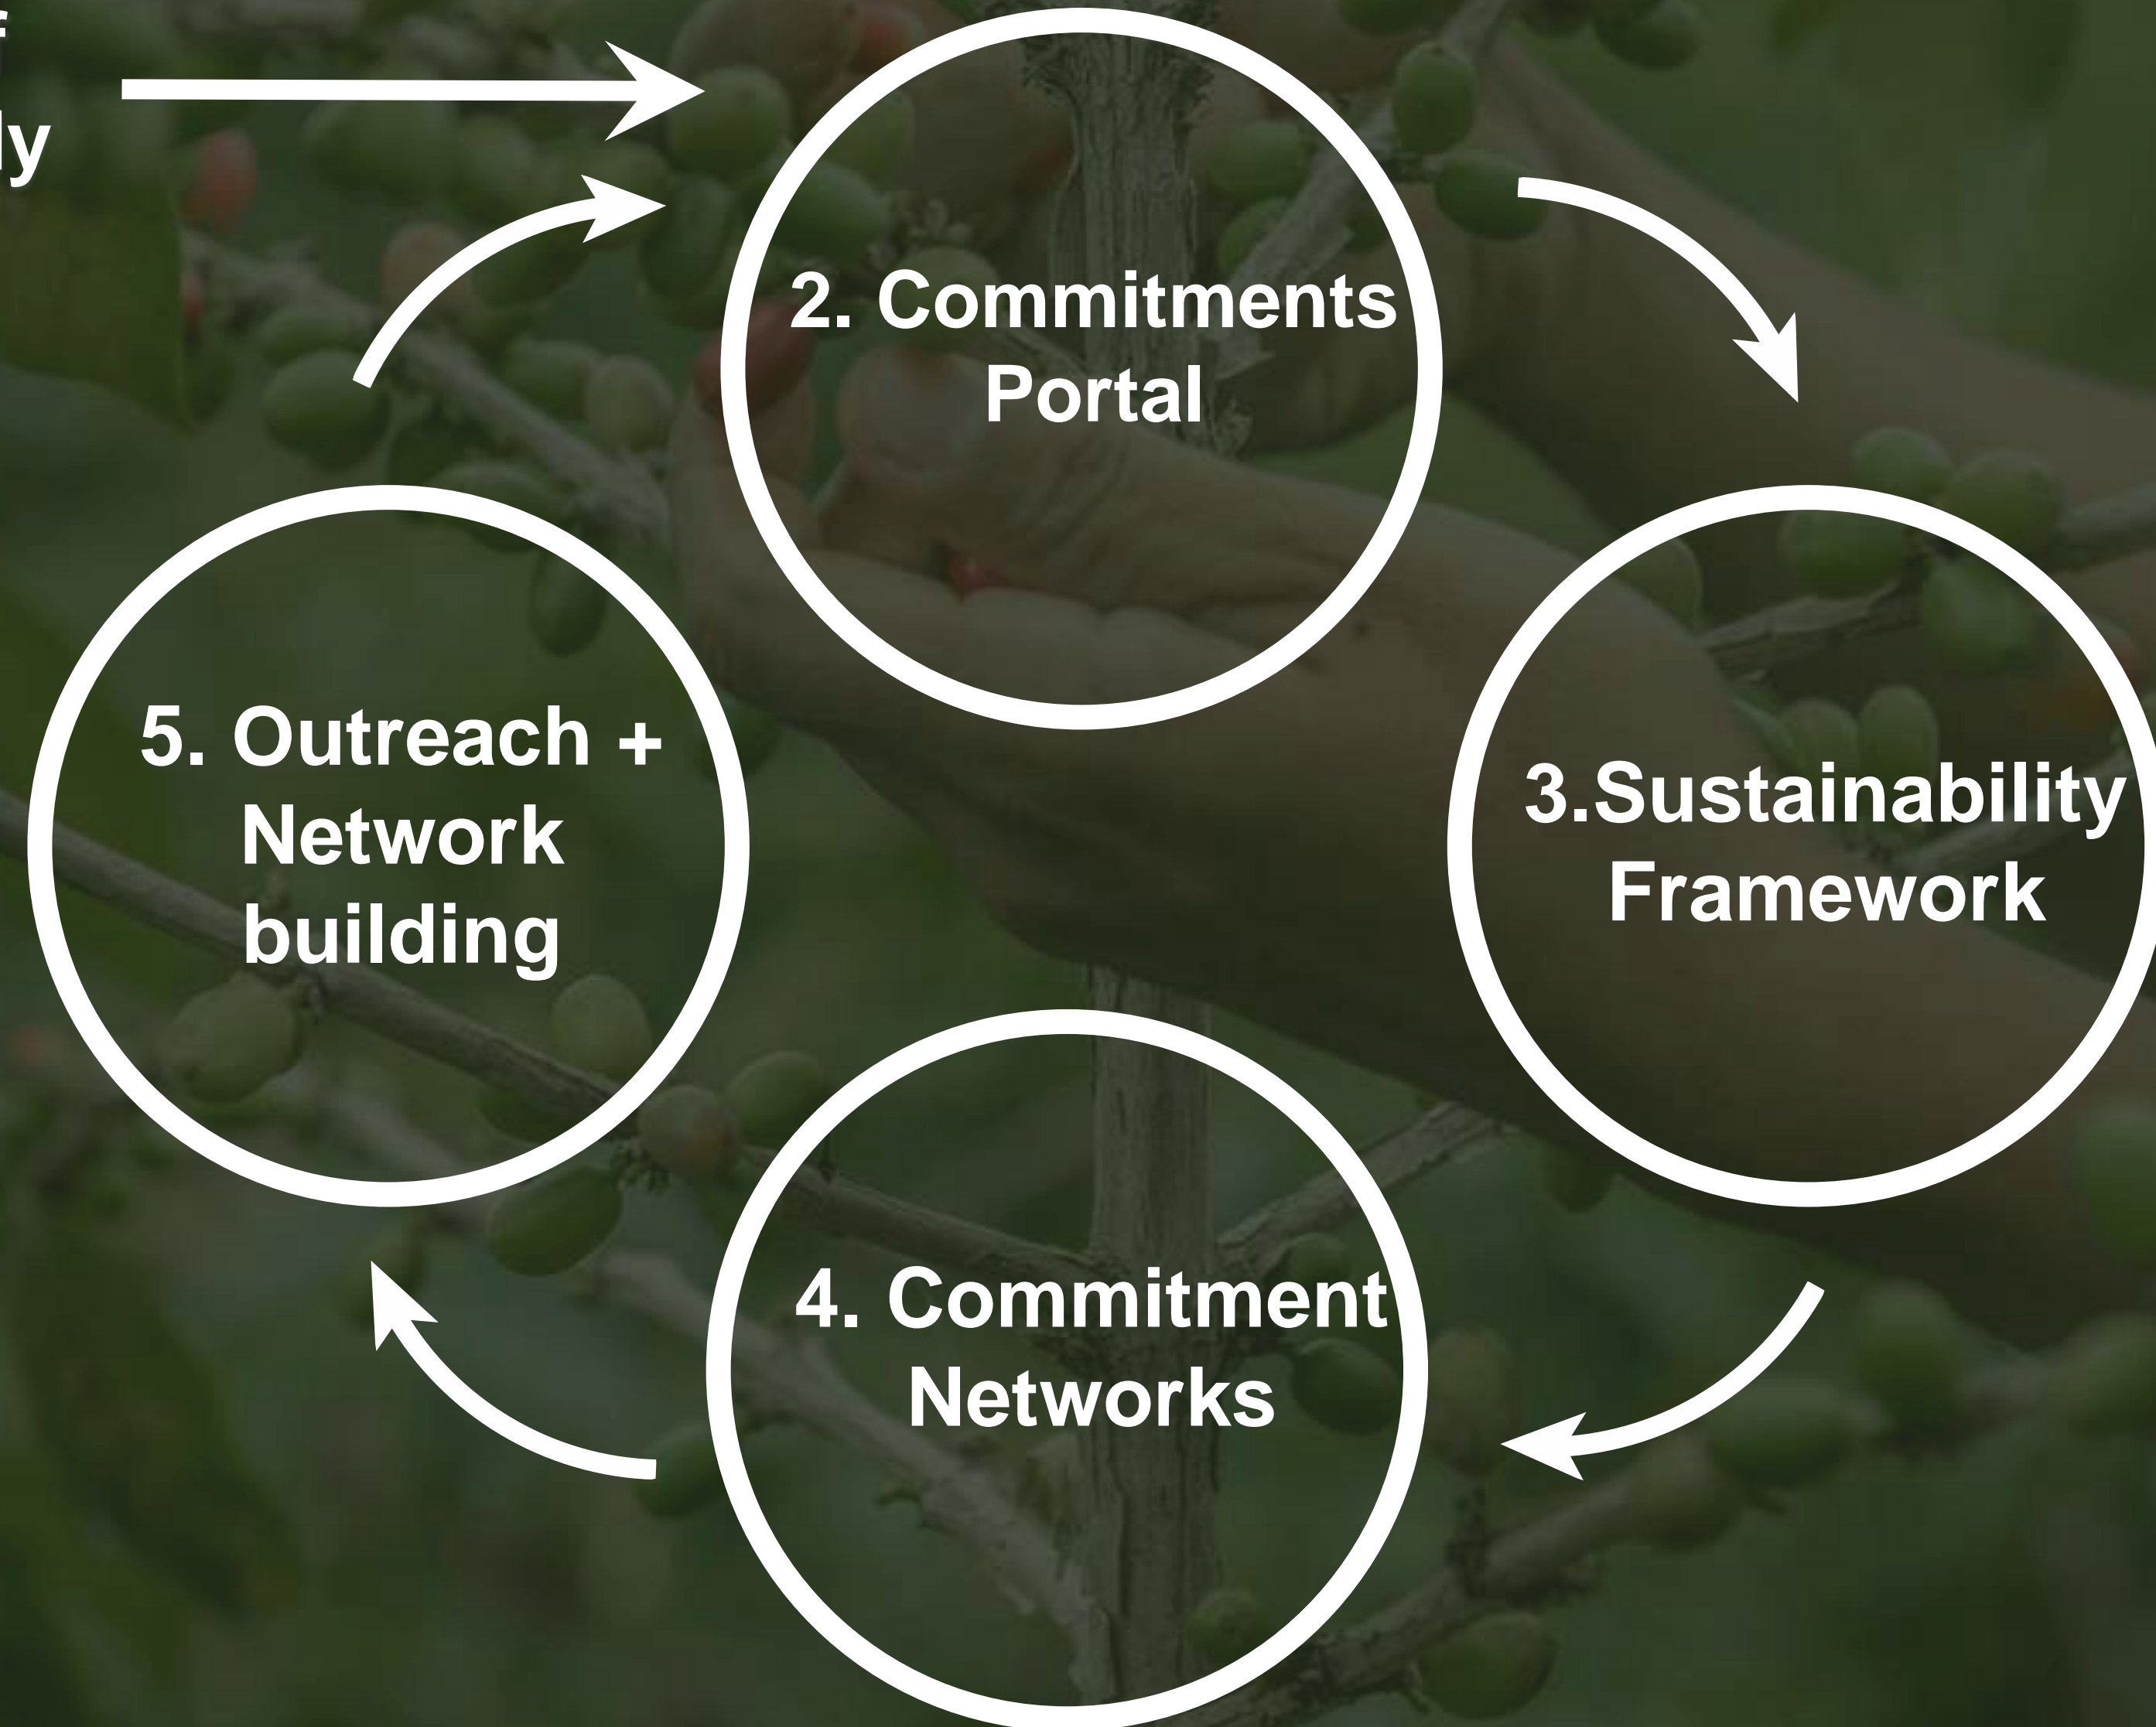 2. Commitments
Portal
3.Sustainability
Framework
4. Commitment
Networks
5. Outreach +
Network
building